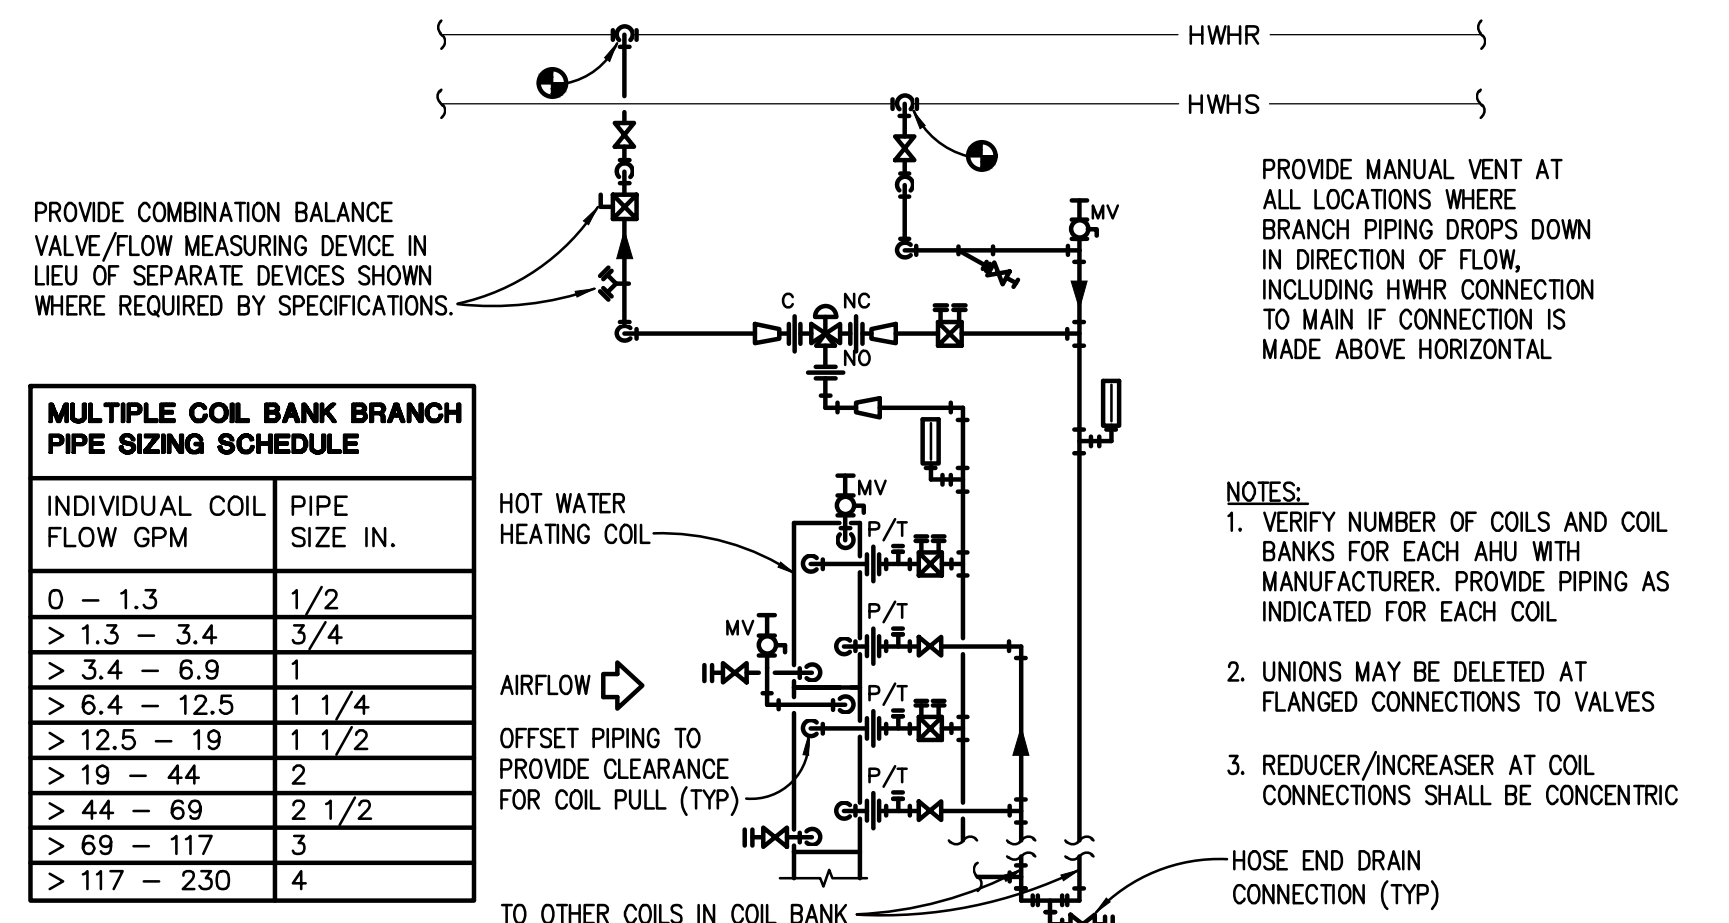 HWHR
HWHS
PROVIDE COMBINATION BALANCE
VALVE/FLOW MEASURING DEVICE IN
LIEU OF SEPARATE DEVICES SHOWN
WHERE REQUIRED BY SPECIFICATIONS.
MV
PROVIDE MANUAL VENT AT
ALL LOCATIONS WHERE
BRANCH PIPING DROPS DOWN
IN DIRECTION OF FLOW,
INCLUDING HWHR CONNECTION
TO MAIN IF CONNECTION IS
MADE ABOVE HORIZONTAL
C
NC
NO
MULTIPLE COIL BANK BRANCH
PIPE SIZING SCHEDULE
INDIVIDUAL COIL
FLOW GPM
PIPE
SIZE IN.
0 – 1.3 1/2
> 1.3 – 3.4 3/4
> 3.4 – 6.9 1
> 6.4 – 12.5 1 1/4
> 12.5 – 19 1 1/2
> 19 – 44 2
> 44 – 69 2 1/2
> 69 – 117 3
> 117 – 230 4
HOT WATER
HEATING COIL
MV
P/T
P/T
MV
AIRFLOW
P/T
OFFSET PIPING TO
PROVIDE CLEARANCE
FOR COIL PULL (TYP)
P/T
TO OTHER COILS IN COIL BANK
NOTES:
1. VERIFY NUMBER OF COILS AND COIL
BANKS FOR EACH AHU WITH
MANUFACTURER. PROVIDE PIPING AS
INDICATED FOR EACH COIL
2. UNIONS MAY BE DELETED AT
FLANGED CONNECTIONS TO VALVES
3. REDUCER/INCREASER AT COIL
CONNECTIONS SHALL BE CONCENTRIC
HOSE END DRAIN
CONNECTION (TYP)